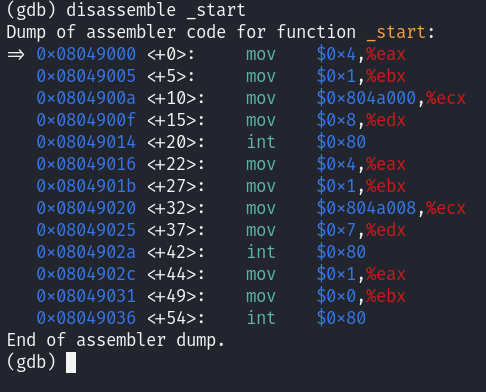 (gdb) disassemble _start
Dump of assembler code for function _start:
=> 0x08049000 <+0>:     mov    $0x4,%eax
   0x08049005 <+5>:     mov    $0x1,%ebx
   0x0804900a <+10>:    mov    $0x804a000,%ecx
   0x0804900f <+15>:    mov    $0x8,%edx
   0x08049014 <+20>:    int    $0x80
   0x08049016 <+22>:    mov    $0x4,%eax
   0x0804901b <+27>:    mov    $0x1,%ebx
   0x08049020 <+32>:    mov    $0x804a008,%ecx
   0x08049025 <+37>:    mov    $0x7,%edx
   0x0804902a <+42>:    int    $0x80
   0x0804902c <+44>:    mov    $0x1,%eax
   0x08049031 <+49>:    mov    $0x0,%ebx
   0x08049036 <+54>:    int    $0x80
End of assembler dump.
(gdb)